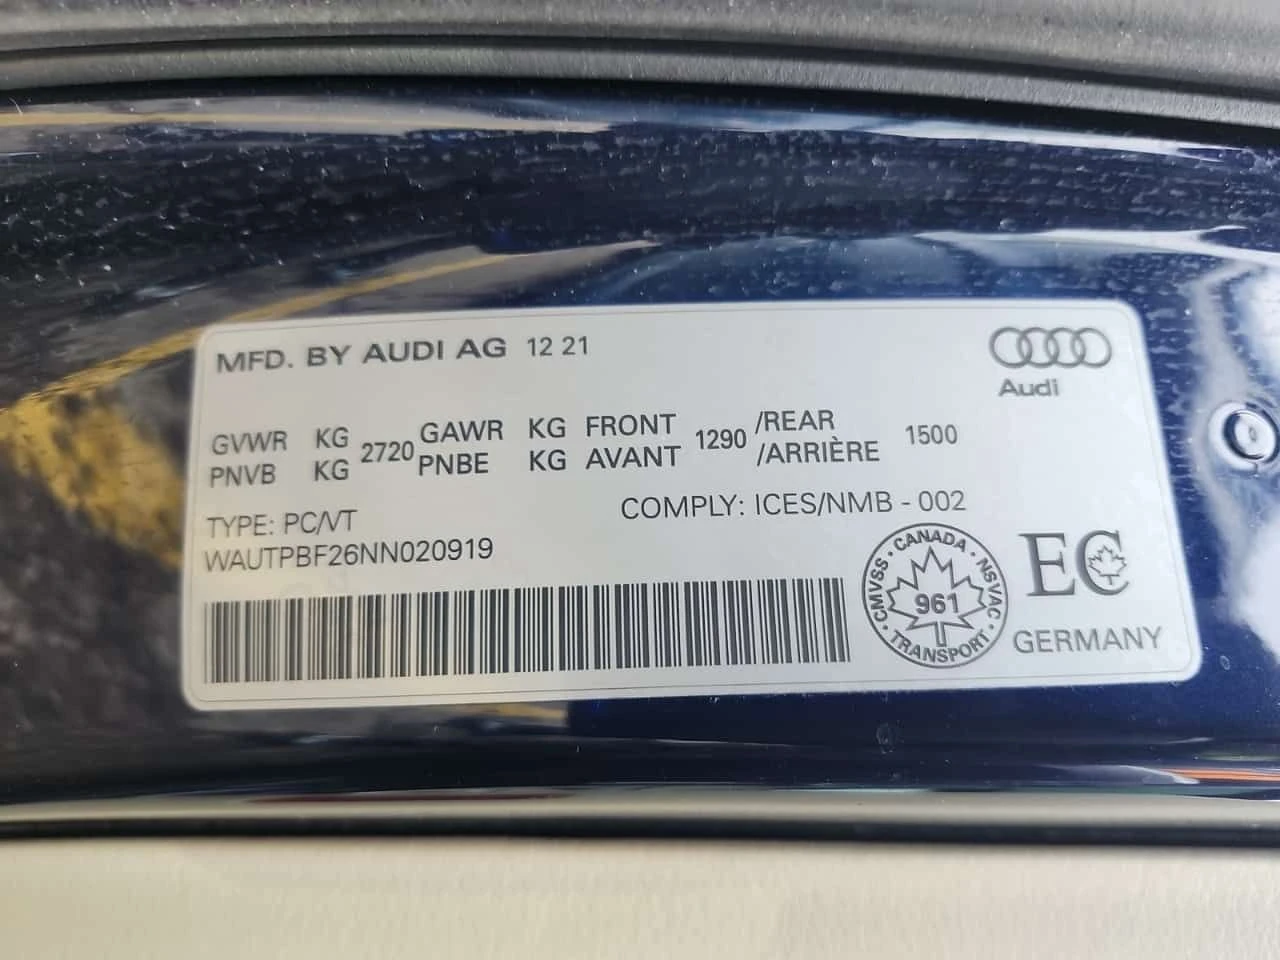 MFD. BY AUDI AG 12 21
Audi
GVWR KG 2720 GAWR KG FRONT 1290 /REAR 1500
PNVB KG PNBE KG AVANT /ARRIÈRE
TYPE: PC/VT COMPLY: ICES/NMB - 002
WAUTPBF26NN020919
CMVSS · CANADA · NSVAC · TRANSPORT
961
EC
GERMANY